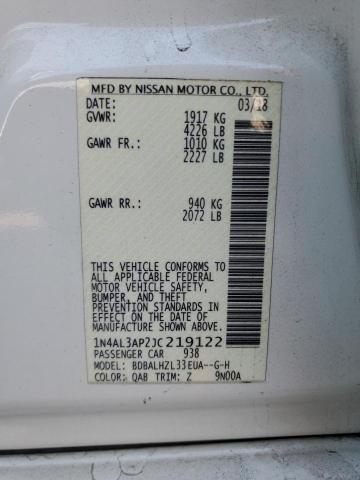 MFD BY NISSAN MOTOR CO., LTD.
DATE: 03/18
GVWR: 1917 KG
4226 LB
GAWR FR.: 1010 KG
2227 LB
GAWR RR.: 940 KG
2072 LB
THIS VEHICLE CONFORMS TO
ALL APPLICABLE FEDERAL
MOTOR VEHICLE SAFETY,
BUMPER, AND THEFT
PREVENTION STANDARDS IN
EFFECT ON THE DATE OF
MANUFACTURE SHOWN ABOVE.
1N4AL3AP2JC219122
PASSENGER CAR 938
MODEL: BDBALHZL33EUA--G-H
COLOR: QAB TRIM: Z 9N00A